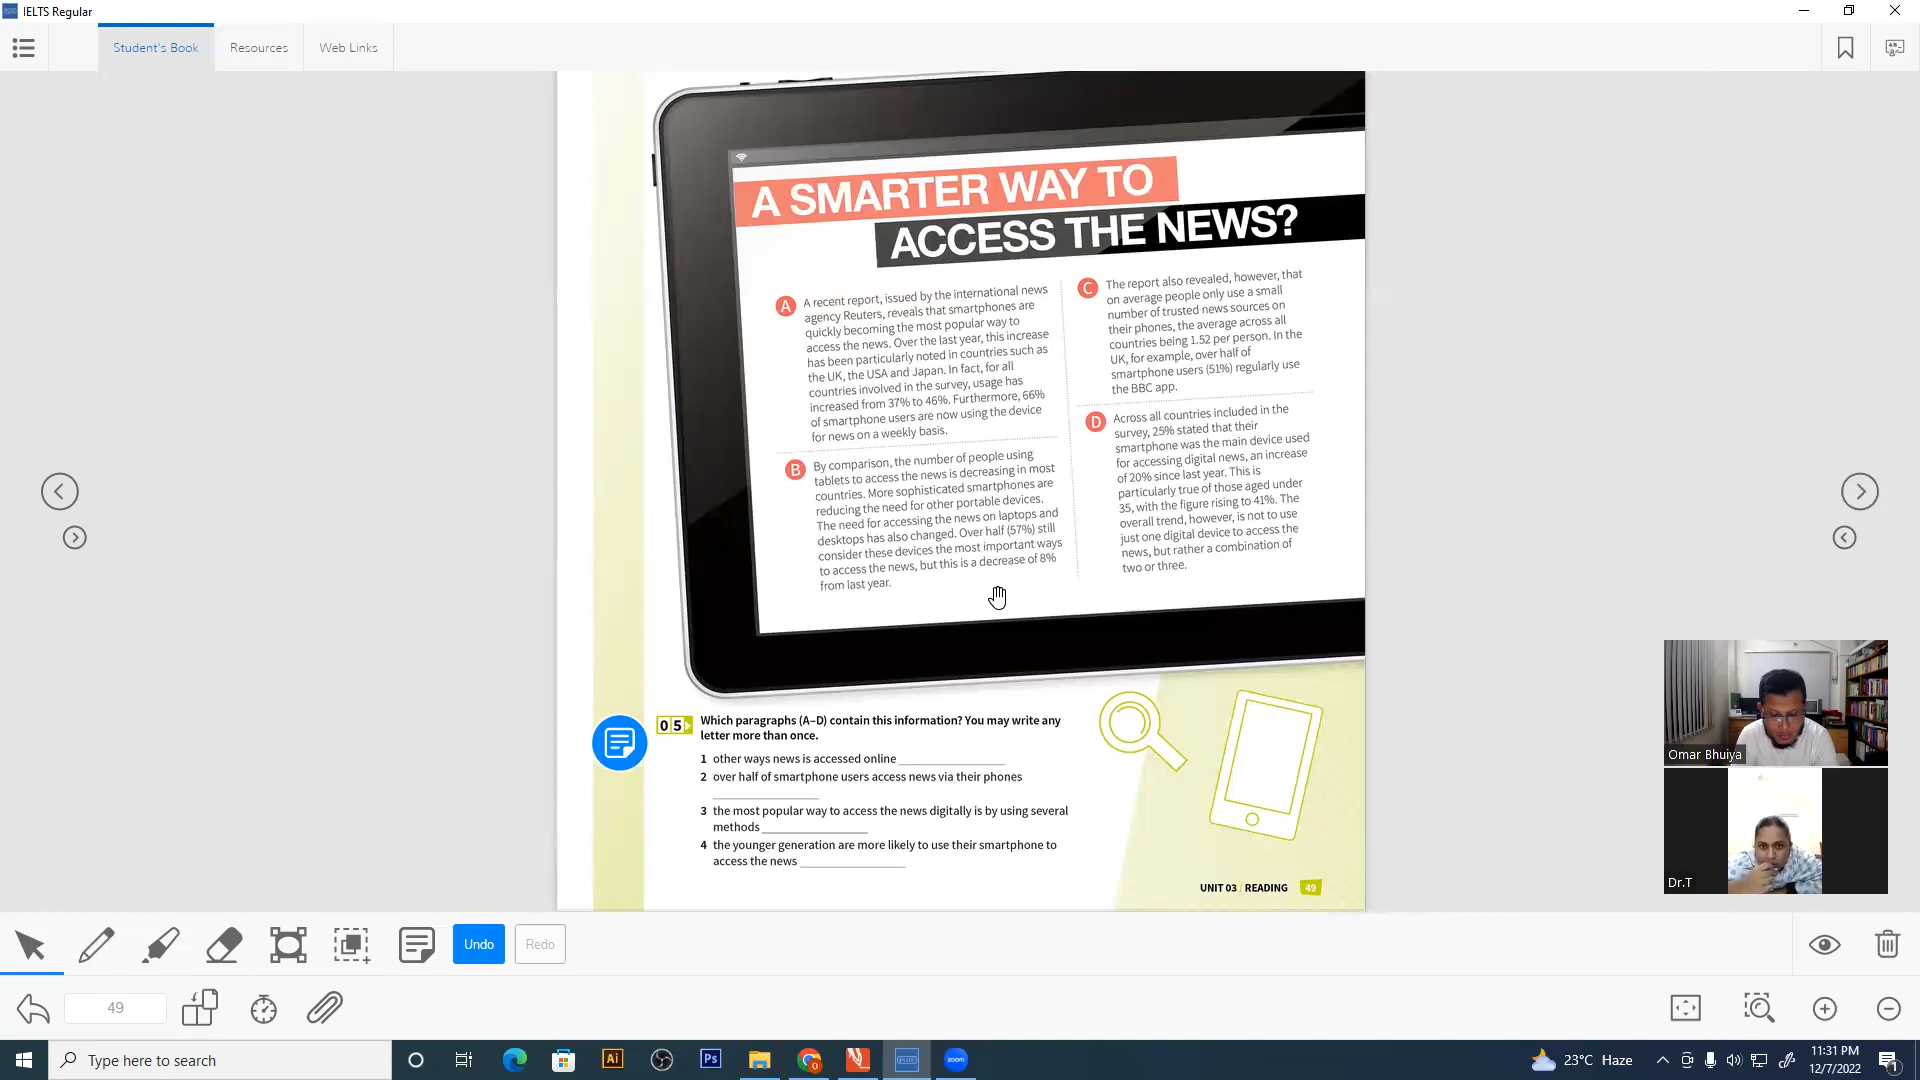 IELTS Regular
Student's Book
Resources
Web Links
A SMARTER WAY TO
ACCESS THE NEWS?
A
A recent report, issued by the international news
agency Reuters, reveals that smartphones are
quickly becoming the most popular way to
access the news. Over the last year, this increase
has been particularly noted in countries such as
the UK, the USA and Japan. In fact, for all
countries involved in the survey, usage has
increased from 37% to 46%. Furthermore, 66%
of smartphone users are now using the device
for news on a weekly basis.
B
By comparison, the number of people using
tablets to access the news is decreasing in most
countries. More sophisticated smartphones are
reducing the need for other portable devices.
The need for accessing the news on laptops and
desktops has also changed. Over half (57%) still
consider these devices the most important ways
to access the news, but this is a decrease of 8%
from last year.
C
The report also revealed, however, that
on average people only use a small
number of trusted news sources on
their phones, the average across all
countries being 1.52 per person. In the
UK, for example, over half of
smartphone users (51%) regularly use
the BBC app.
D
Across all countries included in the
survey, 25% stated that their
smartphone was the main device used
for accessing digital news, an increase
of 20% since last year. This is
particularly true of those aged under
35, with the figure rising to 41%. The
overall trend, however, is not to use
just one digital device to access the
news, but rather a combination of
two or three.
05 Which paragraphs (A–D) contain this information? You may write any
letter more than once.
1 other ways news is accessed online
2 over half of smartphone users access news via their phones
3 the most popular way to access the news digitally is by using several
methods
4 the younger generation are more likely to use their smartphone to
access the news
UNIT 03 / READING 49
Omar Bhuiya
Dr.T
Undo
Redo
49
Type here to search
Ai
Ps
zoom
23°C Haze
11:31 PM
12/7/2022
1